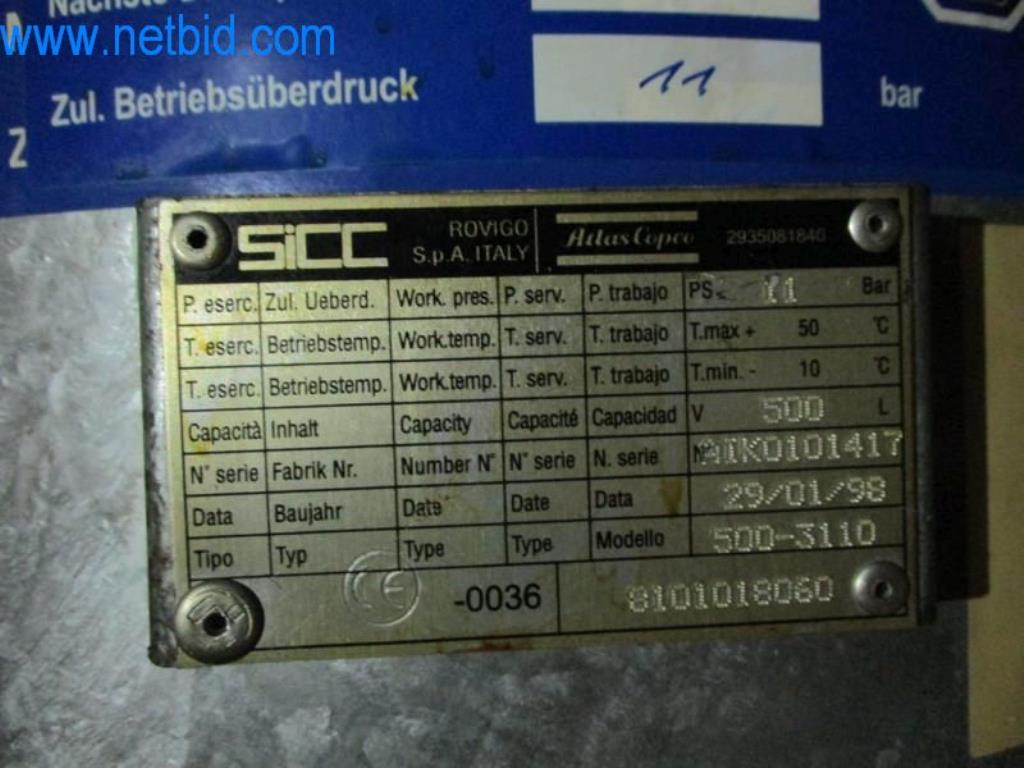 Nächste
www.netbid.com
Zul. Betriebsüberdruck 11 bar
Z
SiCC ROVIGO S.p.A. ITALY Atlas Copco 2935081840
P. eserc. Zul. Ueberd. Work. pres. P. serv. P. trabajo PS 11 Bar
T. eserc. Betriebstemp. Work.temp. T. serv. T. trabajo T.max + 50 °C
T. eserc. Betriebstemp. Work.temp. T. serv. T. trabajo T.min. - 10 °C
Capacità Inhalt Capacity Capacité Capacidad V 500 L
N° serie Fabrik Nr. Number N° N° serie N. serie N° AIK0101417
Data Baujahr Date Date Data 29/01/98
Tipo Typ Type Type Modello 500-3110
CE -0036 8101018060